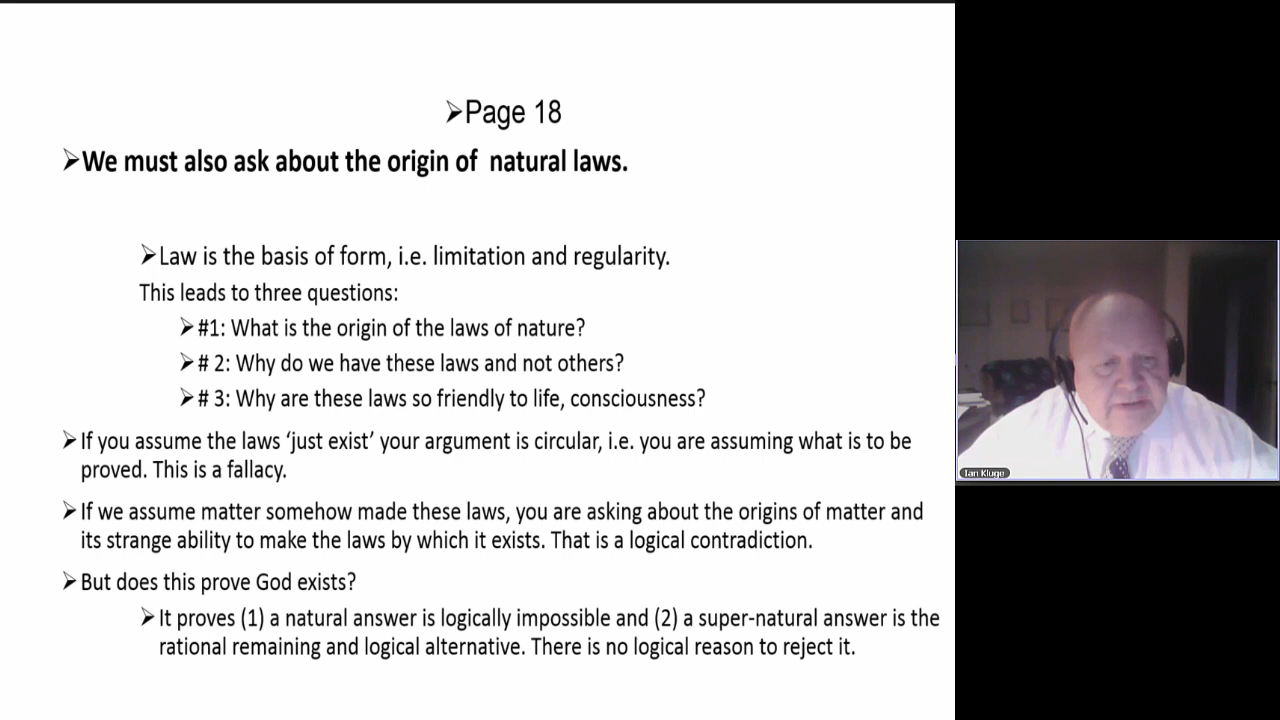 ➢Page 18
➢We must also ask about the origin of natural laws.
➢Law is the basis of form, i.e. limitation and regularity.
This leads to three questions:
➢#1: What is the origin of the laws of nature?
➢# 2: Why do we have these laws and not others?
➢# 3: Why are these laws so friendly to life, consciousness?
➢If you assume the laws ‘just exist’ your argument is circular, i.e. you are assuming what is to be
proved. This is a fallacy.
➢If we assume matter somehow made these laws, you are asking about the origins of matter and
its strange ability to make the laws by which it exists. That is a logical contradiction.
➢But does this prove God exists?
➢It proves (1) a natural answer is logically impossible and (2) a super-natural answer is the
rational remaining and logical alternative. There is no logical reason to reject it.
Ian Kluge